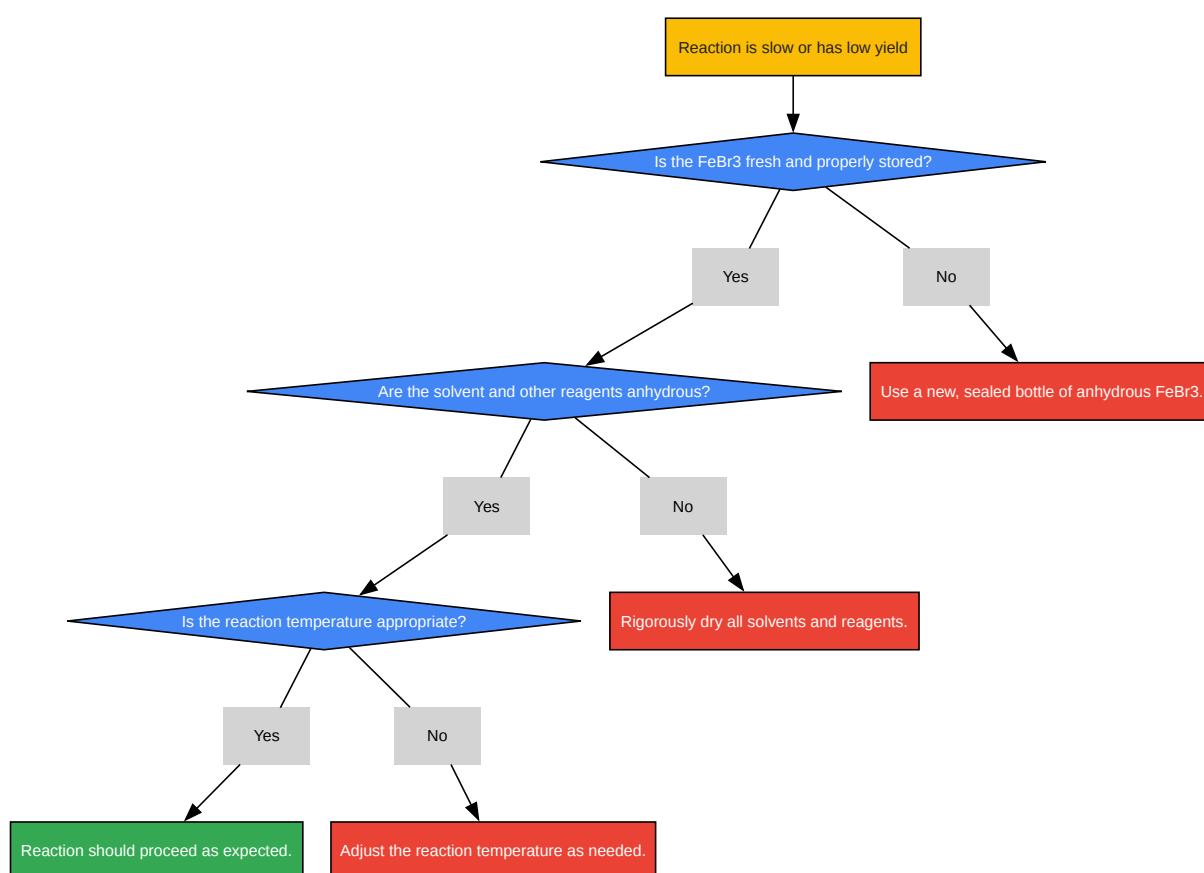 Reaction is slow or has low yield
Is the FeBr3 fresh and properly stored?
Yes
No
Are the solvent and other reagents anhydrous?
Use a new, sealed bottle of anhydrous FeBr3.
Yes
No
Is the reaction temperature appropriate?
Rigorously dry all solvents and reagents.
Yes
No
Reaction should proceed as expected.
Adjust the reaction temperature as needed.